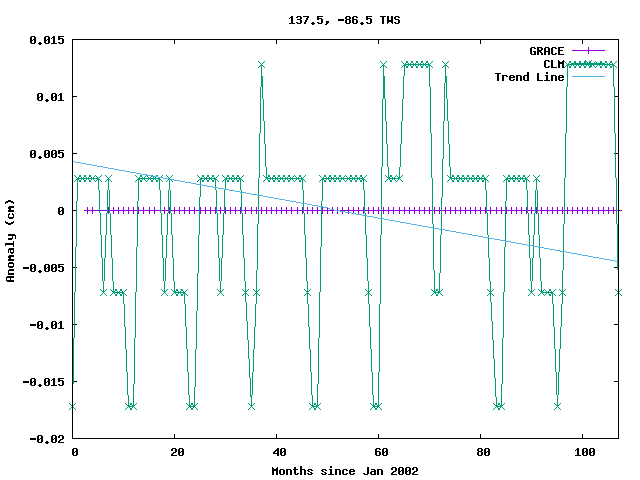 137.5, -86.5 TWS
0.015
0.01
0.005
0
-0.005
-0.01
-0.015
-0.02
Anomaly (cm)
GRACE
CLM
Trend Line
0 20 40 60 80 100
Months since Jan 2002